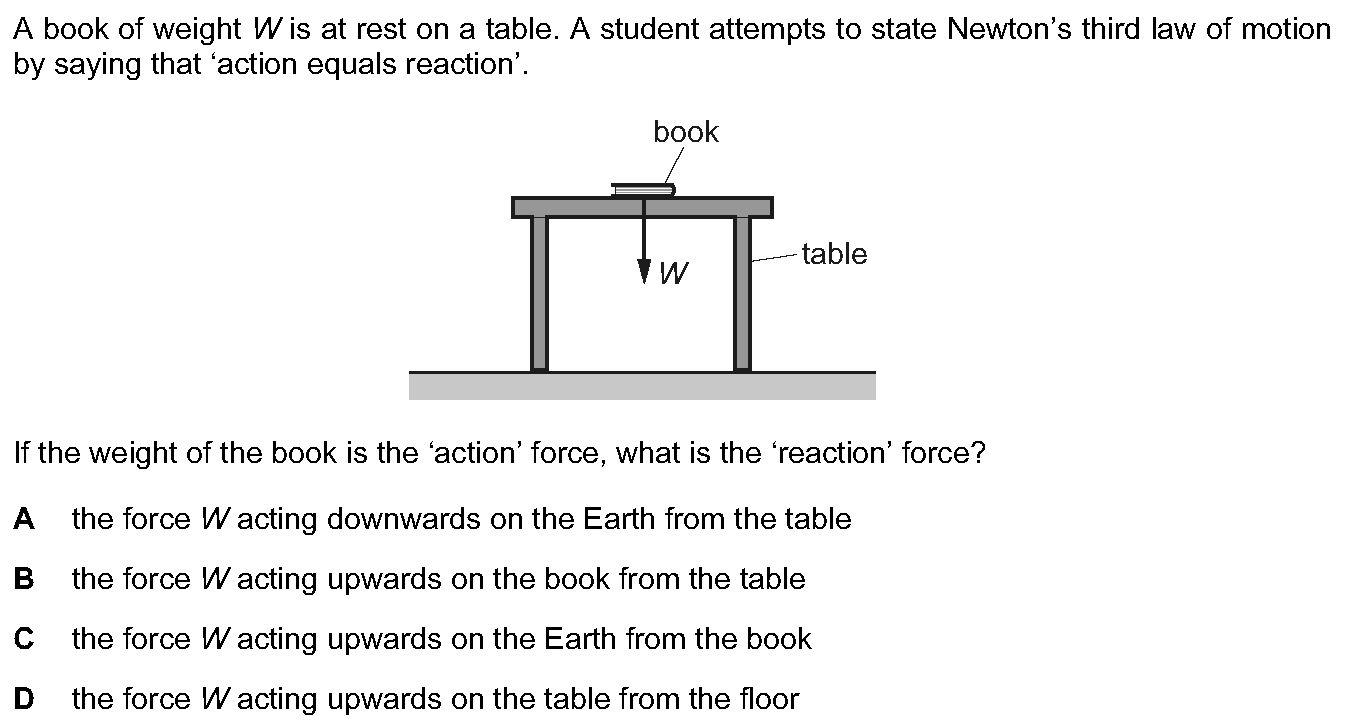 A book of weight W is at rest on a table. A student attempts to state Newton’s third law of motion
by saying that ‘action equals reaction’.
book
table
W
If the weight of the book is the ‘action’ force, what is the ‘reaction’ force?
A the force W acting downwards on the Earth from the table
B the force W acting upwards on the book from the table
C the force W acting upwards on the Earth from the book
D the force W acting upwards on the table from the floor